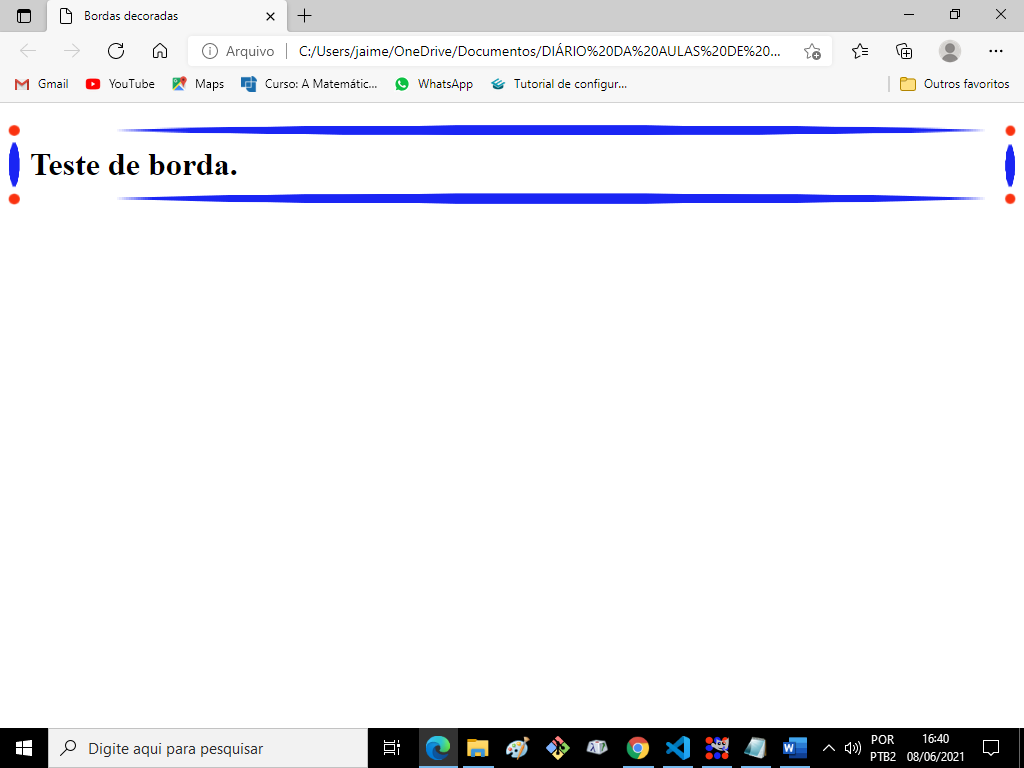 Bordas decoradas
Arquivo C:/Users/jaime/OneDrive/Documentos/DIÁRIO%20DA%20AULAS%20DE%20...
Gmail YouTube Maps Curso: A Matemátic... WhatsApp Tutorial de configur... Outros favoritos
Teste de borda.
Digite aqui para pesquisar
POR 16:40
PTB2 08/06/2021